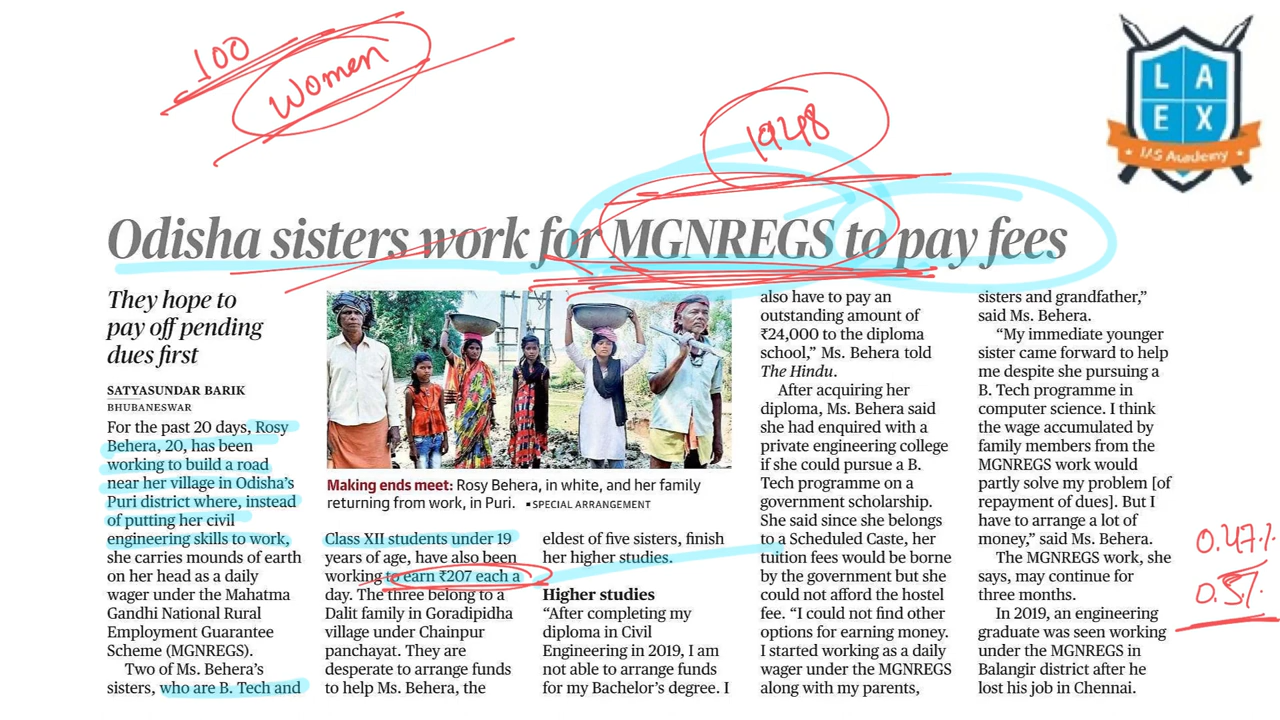 100
Women
1948
LAEX
IAS Academy
Odisha sisters work for MGNREGS to pay fees
They hope to
pay off pending
dues first
SATYASUNDAR BARIK
BHUBANESWAR
For the past 20 days, Rosy
Behera, 20, has been
working to build a road
near her village in Odisha’s
Puri district where, instead
of putting her civil
engineering skills to work,
she carries mounds of earth
on her head as a daily
wager under the Mahatma
Gandhi National Rural
Employment Guarantee
Scheme (MGNREGS).
Two of Ms. Behera’s
sisters, who are B. Tech and
Making ends meet: Rosy Behera, in white, and her family
returning from work, in Puri. ▪SPECIAL ARRANGEMENT
Class XII students under 19
years of age, have also been
working to earn ₹207 each a
day. The three belong to a
Dalit family in Goradipidha
village under Chainpur
panchayat. They are
desperate to arrange funds
to help Ms. Behera, the
eldest of five sisters, finish
her higher studies.
Higher studies
“After completing my
diploma in Civil
Engineering in 2019, I am
not able to arrange funds
for my Bachelor’s degree. I
also have to pay an
outstanding amount of
₹24,000 to the diploma
school,” Ms. Behera told
The Hindu.
After acquiring her
diploma, Ms. Behera said
she had enquired with a
private engineering college
if she could pursue a B.
Tech programme on a
government scholarship.
She said since she belongs
to a Scheduled Caste, her
tuition fees would be borne
by the government but she
could not afford the hostel
fee. “I could not find other
options for earning money.
I started working as a daily
wager under the MGNREGS
along with my parents,
sisters and grandfather,”
said Ms. Behera.
“My immediate younger
sister came forward to help
me despite she pursuing a
B. Tech programme in
computer science. I think
the wage accumulated by
family members from the
MGNREGS work would
partly solve my problem [of
repayment of dues]. But I
have to arrange a lot of
money,” said Ms. Behera.
The MGNREGS work, she
says, may continue for
three months.
In 2019, an engineering
graduate was seen working
under the MGNREGS in
Balangir district after he
lost his job in Chennai.
0.47%
0.5%